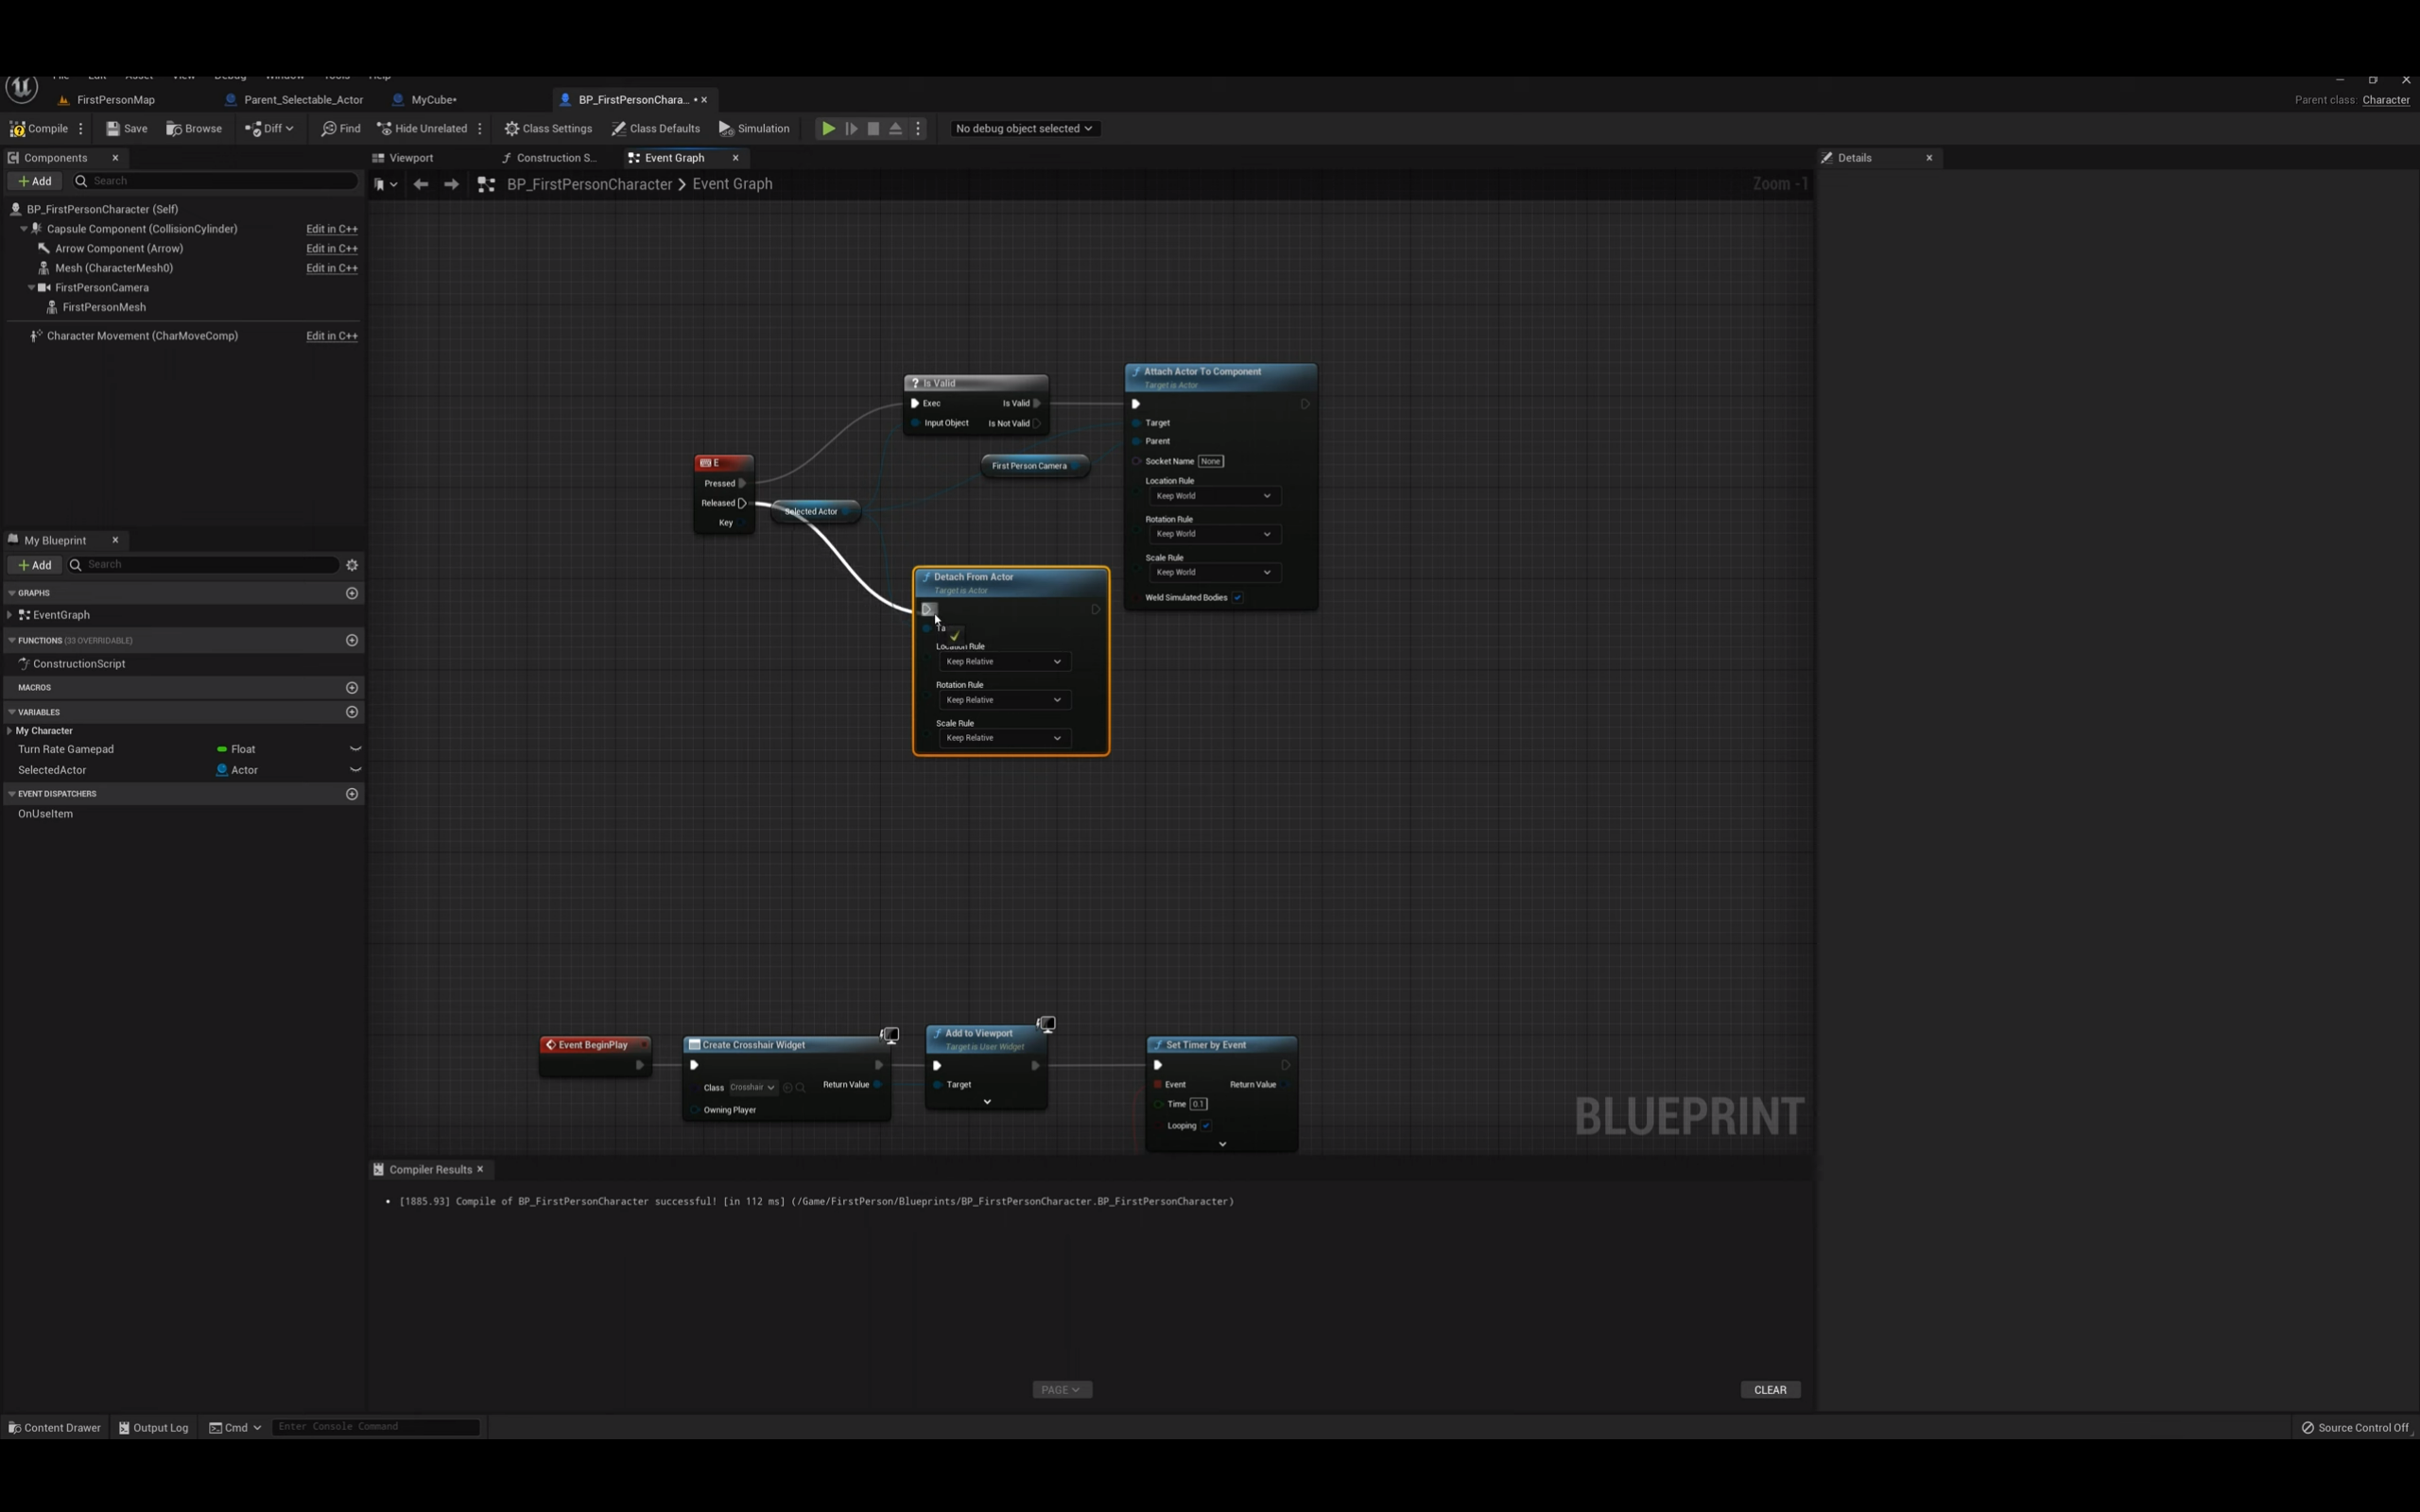 File Edit Asset View Debug Window Tools Help
FirstPersonMap
Parent_Selectable_Actor
MyCube•
BP_FirstPersonChara... •
Parent class: Character
Compile
Save
Browse
Diff
Find
Hide Unrelated
Class Settings
Class Defaults
Simulation
No debug object selected
Components
Viewport
Construction S...
Event Graph
Details
Add
Search
BP_FirstPersonCharacter > Event Graph
Zoom -1
BP_FirstPersonCharacter (Self)
Capsule Component (CollisionCylinder) Edit in C++
Arrow Component (Arrow) Edit in C++
Mesh (CharacterMesh0) Edit in C++
FirstPersonCamera
FirstPersonMesh
Character Movement (CharMoveComp) Edit in C++
My Blueprint
Add
Search
GRAPHS
EventGraph
FUNCTIONS (33 OVERRIDABLE)
ConstructionScript
MACROS
VARIABLES
My Character
Turn Rate Gamepad Float
SelectedActor Actor
EVENT DISPATCHERS
OnUseItem
E
Pressed
Released
Key
Selected Actor
? Is Valid
Exec Is Valid
Input Object Is Not Valid
First Person Camera
Attach Actor To Component
Target is Actor
Target
Parent
Socket Name None
Location Rule
Keep World
Rotation Rule
Keep World
Scale Rule
Keep World
Weld Simulated Bodies
Detach From Actor
Target is Actor
Ta
Location Rule
Keep Relative
Rotation Rule
Keep Relative
Scale Rule
Keep Relative
Event BeginPlay
Create Crosshair Widget
Class Crosshair Return Value
Owning Player
Add to Viewport
Target is User Widget
Target
Set Timer by Event
Event Return Value
Time 0.1
Looping
BLUEPRINT
Compiler Results
• [1885.93] Compile of BP_FirstPersonCharacter successful! [in 112 ms] (/Game/FirstPerson/Blueprints/BP_FirstPersonCharacter.BP_FirstPersonCharacter)
PAGE
CLEAR
Content Drawer
Output Log
Cmd
Enter Console Command
Source Control Off